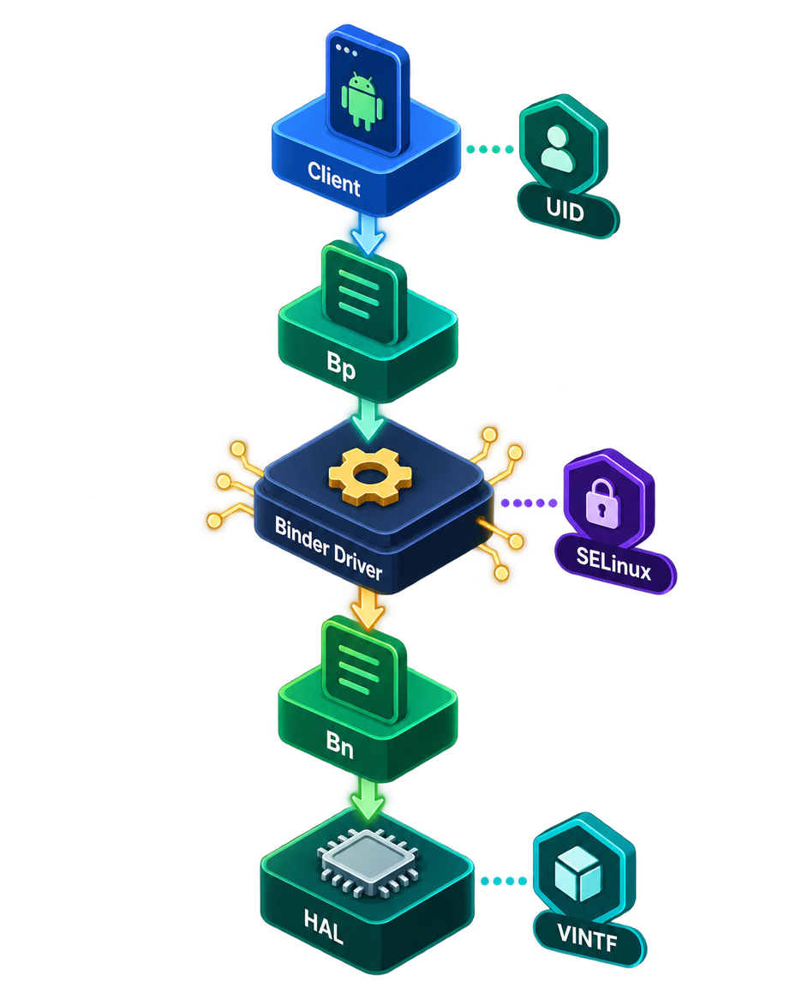 Client
UID
Bp
Binder Driver
SELinux
Bn
HAL
VINTF